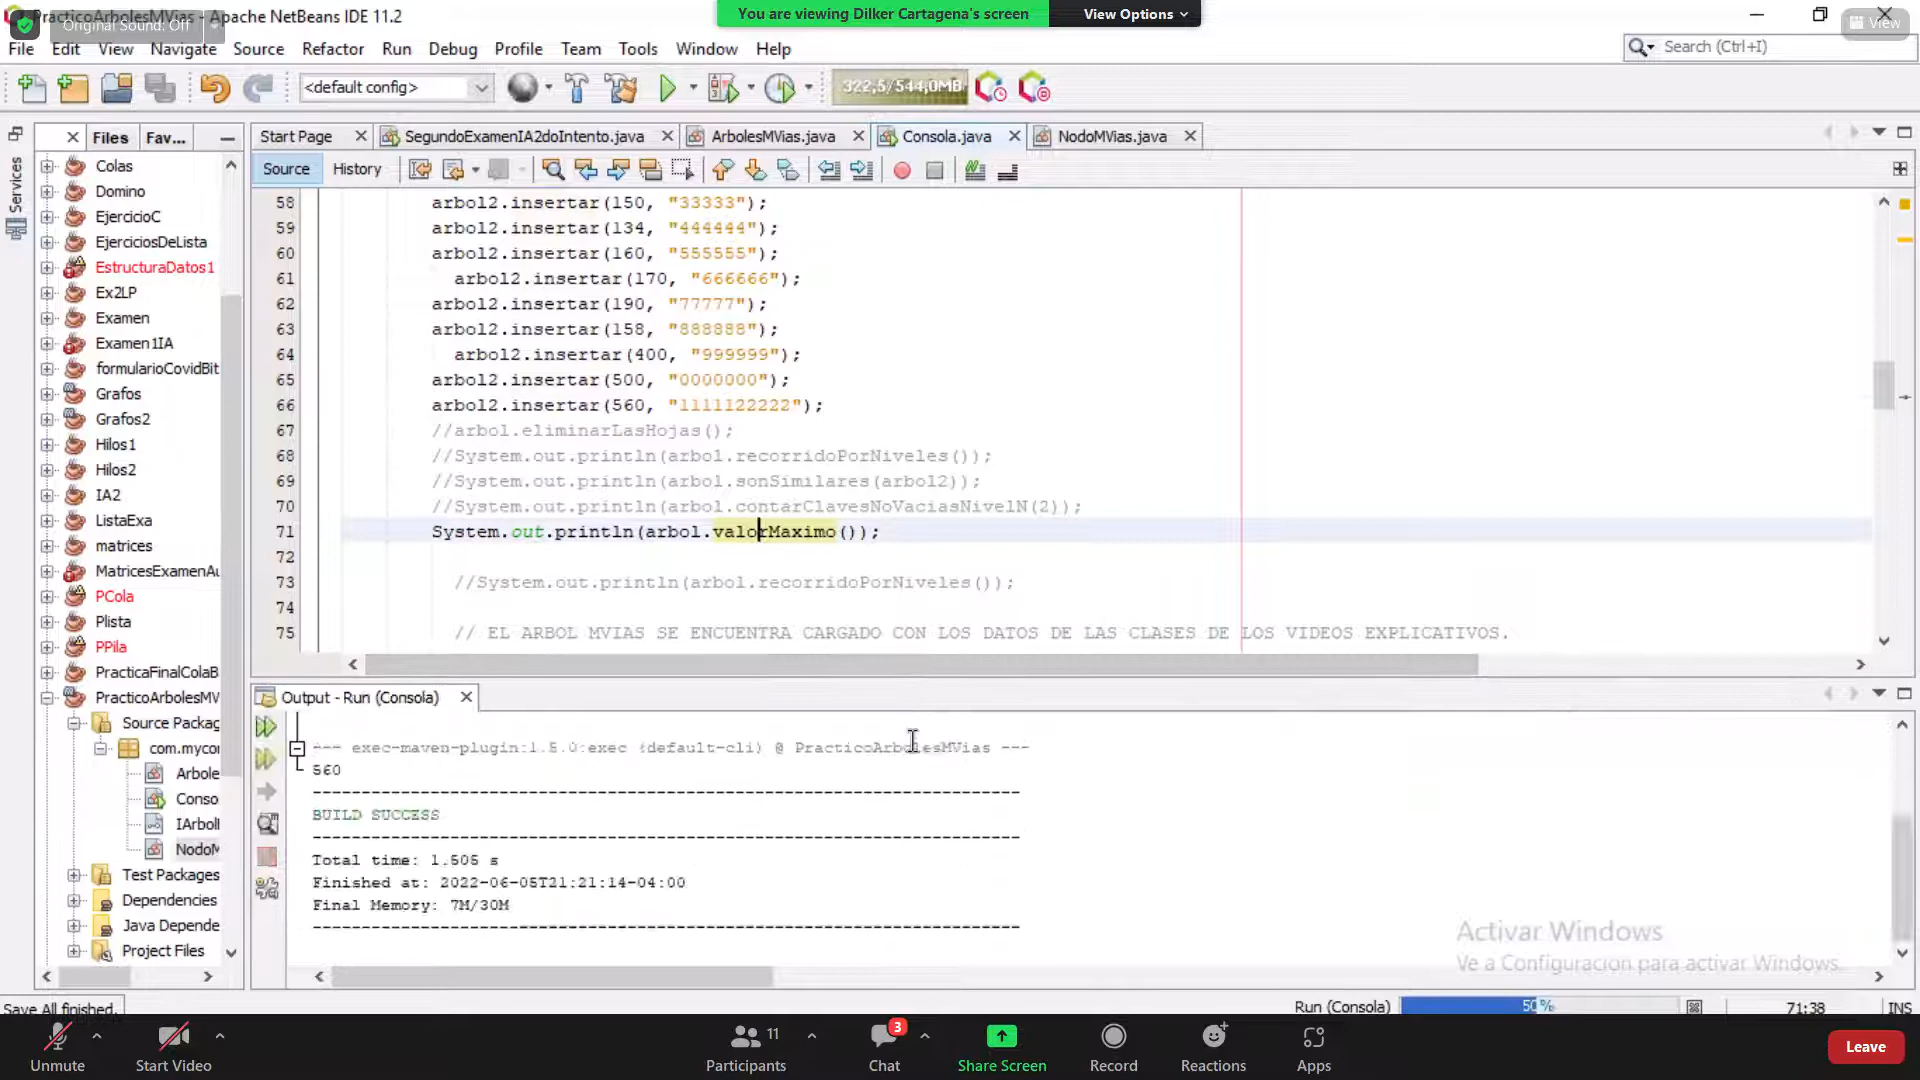 PracticoArbolesMVias - Apache NetBeans IDE 11.2
Original Sound: Off
You are viewing Dilker Cartagena's screen
View Options
View
File Edit View Navigate Source Refactor Run Debug Profile Team Tools Window Help
Search (Ctrl+I)
<default config>
322,5/544,0MB
Files Fav...
Start Page SegundoExamenIA2doIntento.java ArbolesMVias.java Consola.java NodoMVias.java
Source History
Services
Colas
Domino
EjercicioC
EjerciciosDeLista
EstructuraDatos1
Ex2LP
Examen
Examen1IA
formularioCovidBit
Grafos
Grafos2
Hilos1
Hilos2
IA2
ListaExa
matrices
MatricesExamenAu
PCola
Plista
PPila
PracticaFinalColaB
PracticoArbolesMV
Source Packag
com.mycor
Arbole
Conso
IArboll
NodoM
Test Packages
Dependencies
Java Depende
Project Files
58 arbol2.insertar(150, "33333");
59 arbol2.insertar(134, "444444");
60 arbol2.insertar(160, "555555");
61 arbol2.insertar(170, "666666");
62 arbol2.insertar(190, "77777");
63 arbol2.insertar(158, "888888");
64 arbol2.insertar(400, "999999");
65 arbol2.insertar(500, "0000000");
66 arbol2.insertar(560, "1111122222");
67 //arbol.eliminarLasHojas();
68 //System.out.println(arbol.recorridoPorNiveles());
69 //System.out.println(arbol.sonSimilares(arbol2));
70 //System.out.println(arbol.contarClavesNoVaciasNivelN(2));
71 System.out.println(arbol.valorMaximo());
72
73 //System.out.println(arbol.recorridoPorNiveles());
74
75 // EL ARBOL MVIAS SE ENCUENTRA CARGADO CON LOS DATOS DE LAS CLASES DE LOS VIDEOS EXPLICATIVOS.
Output - Run (Consola)
--- exec-maven-plugin:1.5.0:exec (default-cli) @ PracticoArbolesMVias ---
560
------------------------------------------------------------------------
BUILD SUCCESS
------------------------------------------------------------------------
Total time: 1.505 s
Finished at: 2022-06-05T21:21:14-04:00
Final Memory: 7M/30M
------------------------------------------------------------------------
Activar Windows
Ve a Configuración para activar Windows.
Save All finished.
Run (Consola) 50% 71:38 INS
11
3
Unmute Start Video Participants Chat Share Screen Record Reactions Apps Leave